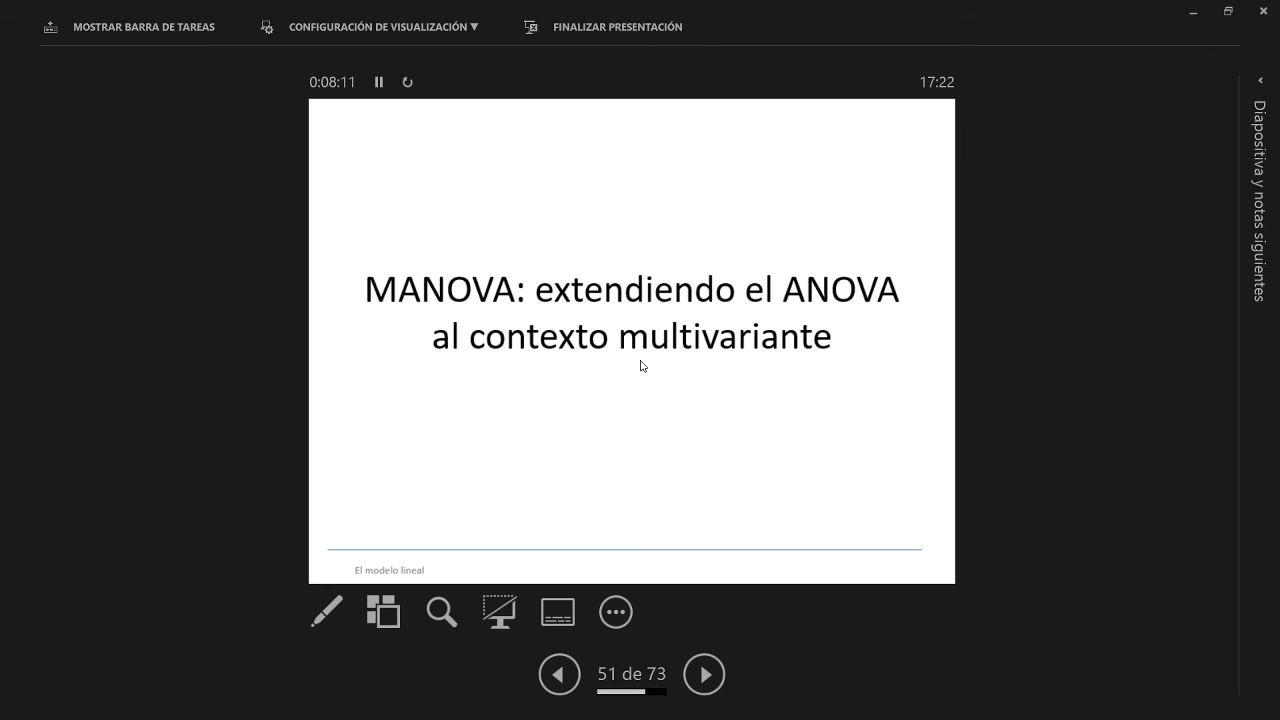 MOSTRAR BARRA DE TAREAS
CONFIGURACIÓN DE VISUALIZACIÓN ▼
FINALIZAR PRESENTACIÓN
0:08:11
17:22
MANOVA: extendiendo el ANOVA
al contexto multivariante
El modelo lineal
51 de 73
Diapositiva y notas siguientes